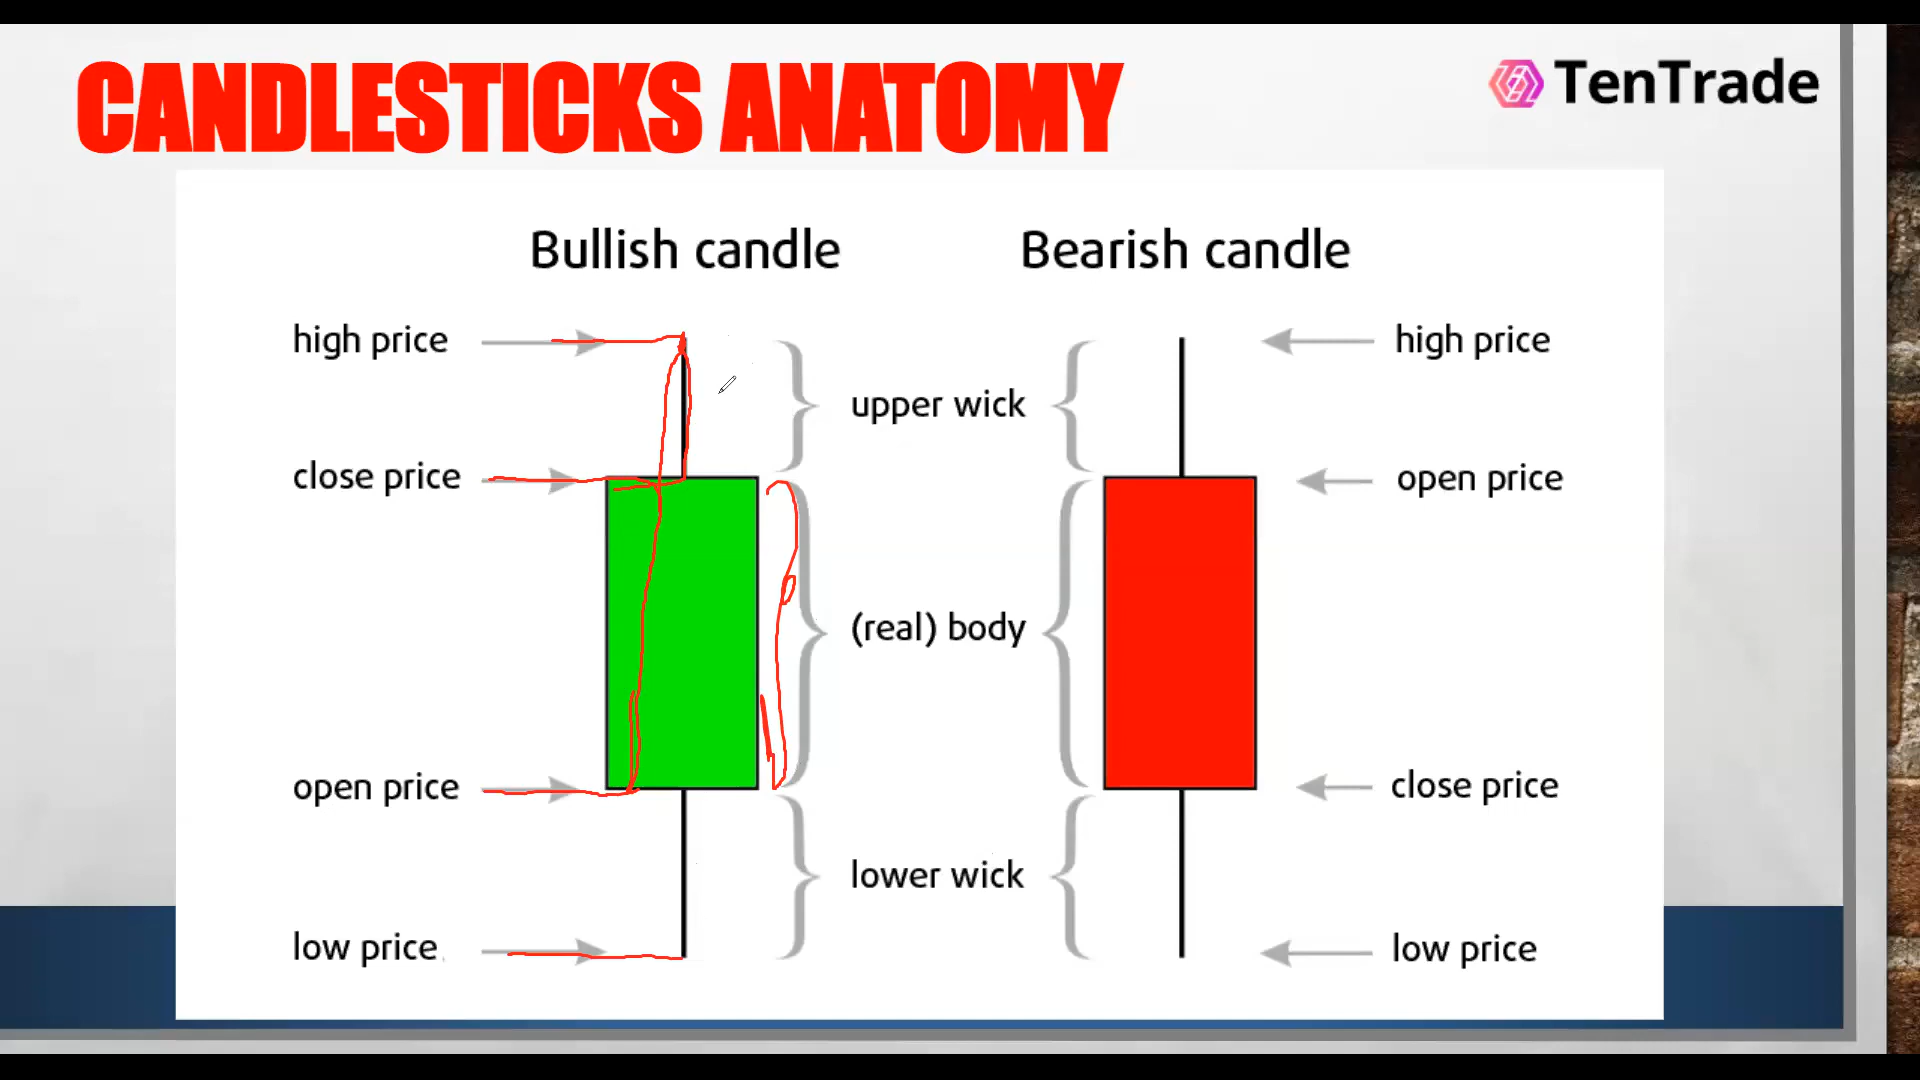 CANDLESTICKS ANATOMY
TenTrade
Bullish candle
Bearish candle
high price
high price
upper wick
close price
open price
(real) body
open price
close price
lower wick
low price
low price